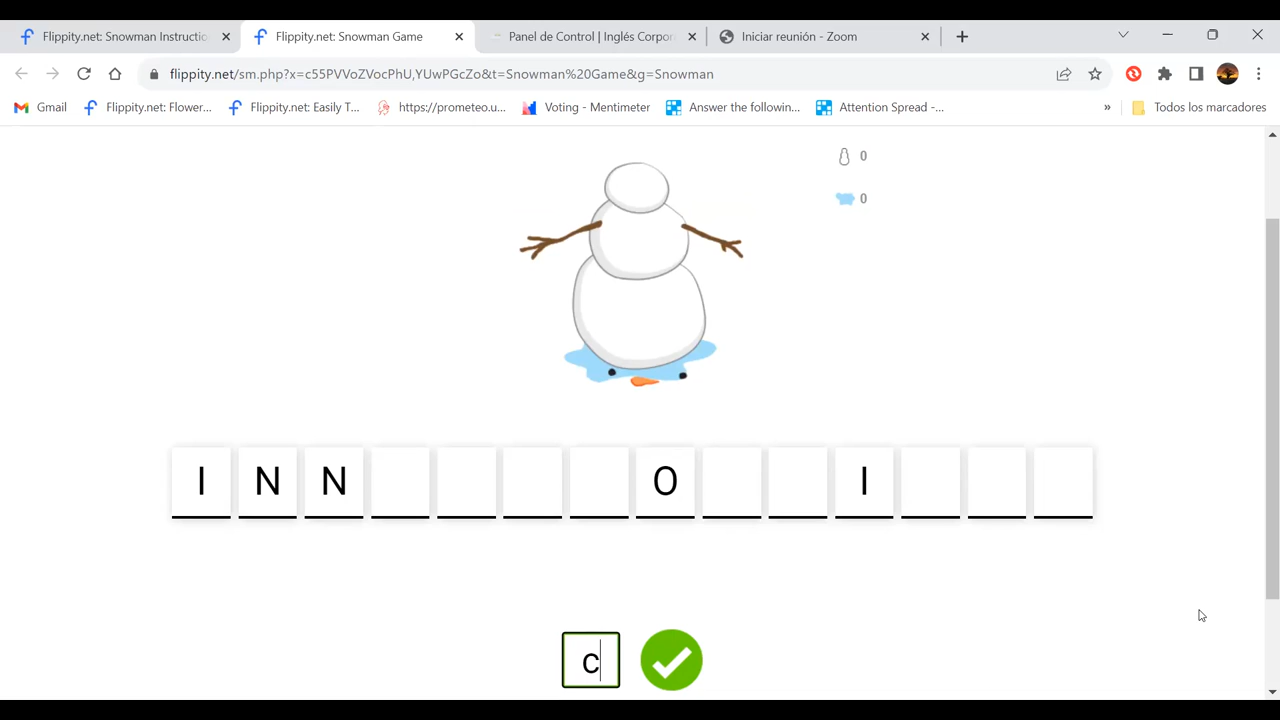 Flippity.net: Snowman Instructio
Flippity.net: Snowman Game
Panel de Control | Inglés Corpor
Iniciar reunión - Zoom
flippity.net/sm.php?x=c55PVVoZVocPhU,YUwPGcZo&t=Snowman%20Game&g=Snowman
Gmail
Flippity.net: Flower...
Flippity.net: Easily T...
https://prometeo.u...
Voting - Mentimeter
Answer the followin...
Attention Spread -...
»
Todos los marcadores
0
0
I N N O I
c